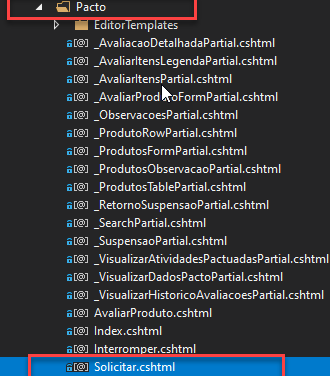 Pacto
EditorTemplates
_AvaliacaoDetalhadaPartial.cshtml
_AvaliarItensLegendaPartial.cshtml
_AvaliarItensPartial.cshtml
_AvaliarProdutoFormPartial.cshtml
_ObservacoesPartial.cshtml
_ProdutoRowPartial.cshtml
_ProdutosFormPartial.cshtml
_ProdutosObservacaoPartial.cshtml
_ProdutosTablePartial.cshtml
_RetornoSuspensaoPartial.cshtml
_SearchPartial.cshtml
_SuspensaoPartial.cshtml
_VisualizarAtividadesPactuadasPartial.cshtml
_VisualizarDadosPactoPartial.cshtml
_VisualizarHistoricoAvaliacoesPartial.cshtml
AvaliarProduto.cshtml
Index.cshtml
Interromper.cshtml
Solicitar.cshtml